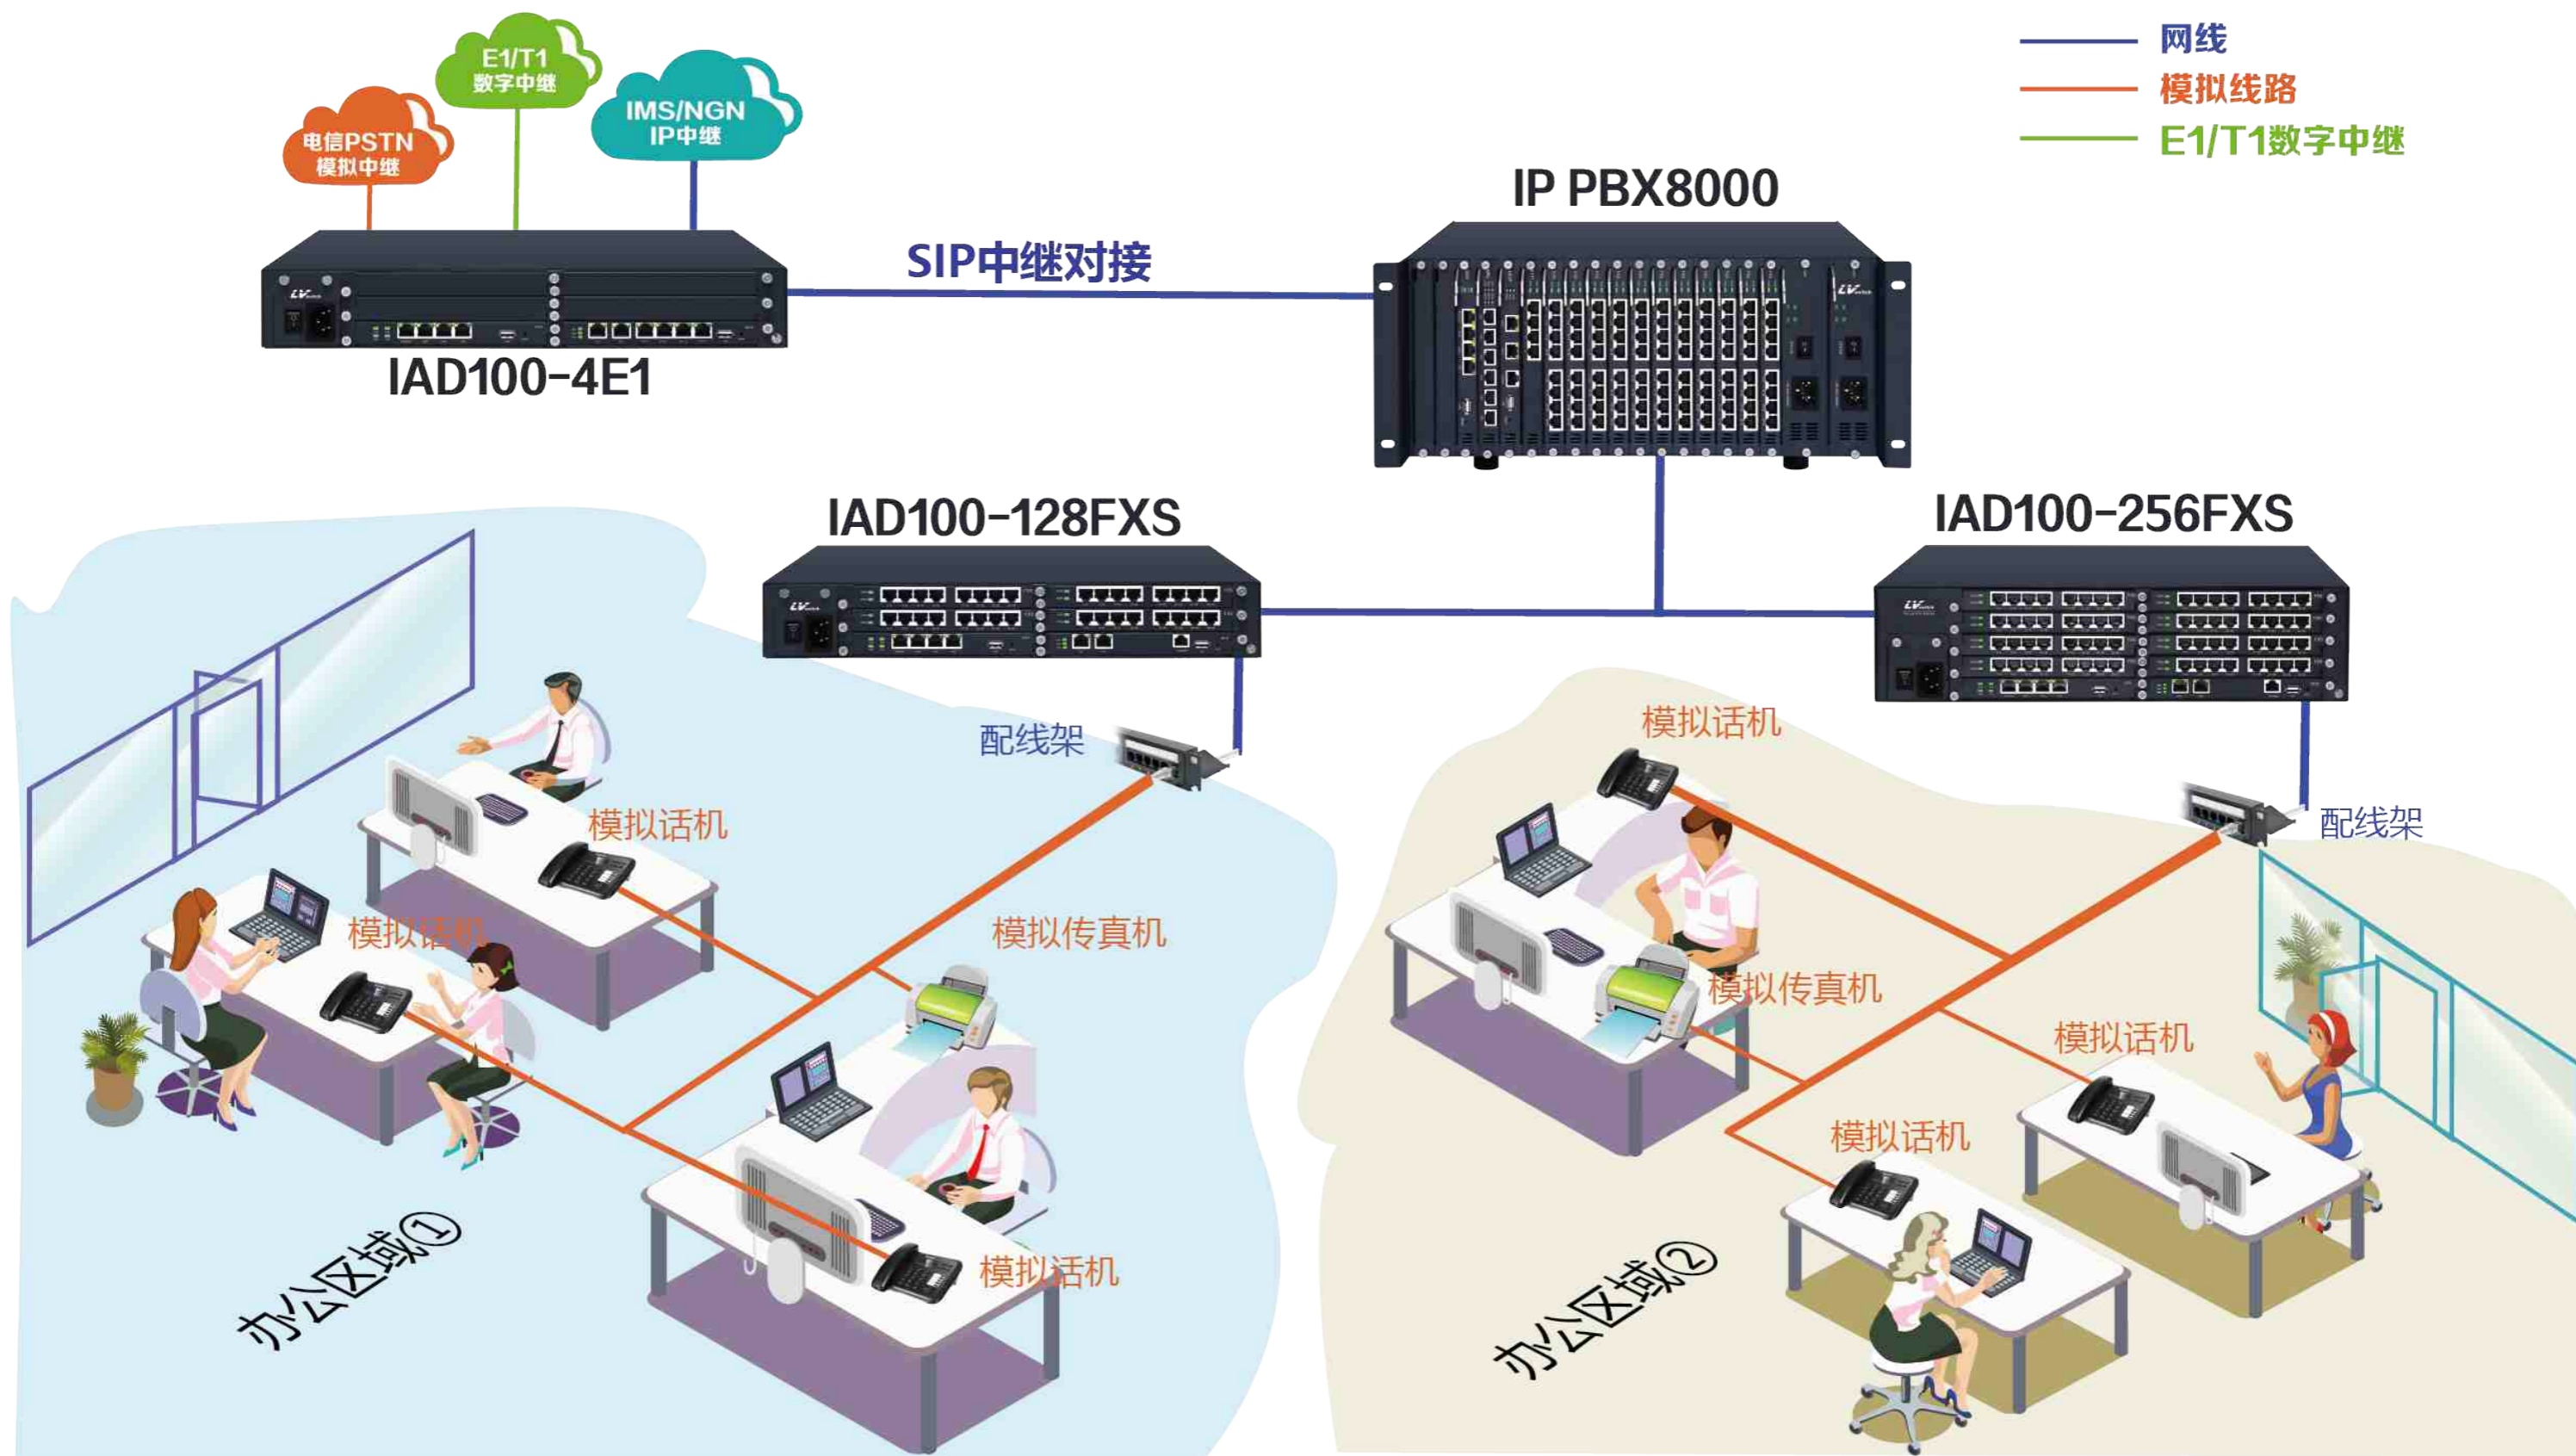 E1/T1
数字中继
IMS/NGN
IP中继
电信PSTN
模拟中继
网线
模拟线路
E1/T1数字中继
IP PBX8000
SIP中继对接
IAD100-4E1
IAD100-128FXS
IAD100-256FXS
配线架
模拟话机
模拟话机
模拟话机
模拟传真机
模拟话机
办公区域①
配线架
模拟传真机
模拟话机
模拟话机
办公区域②